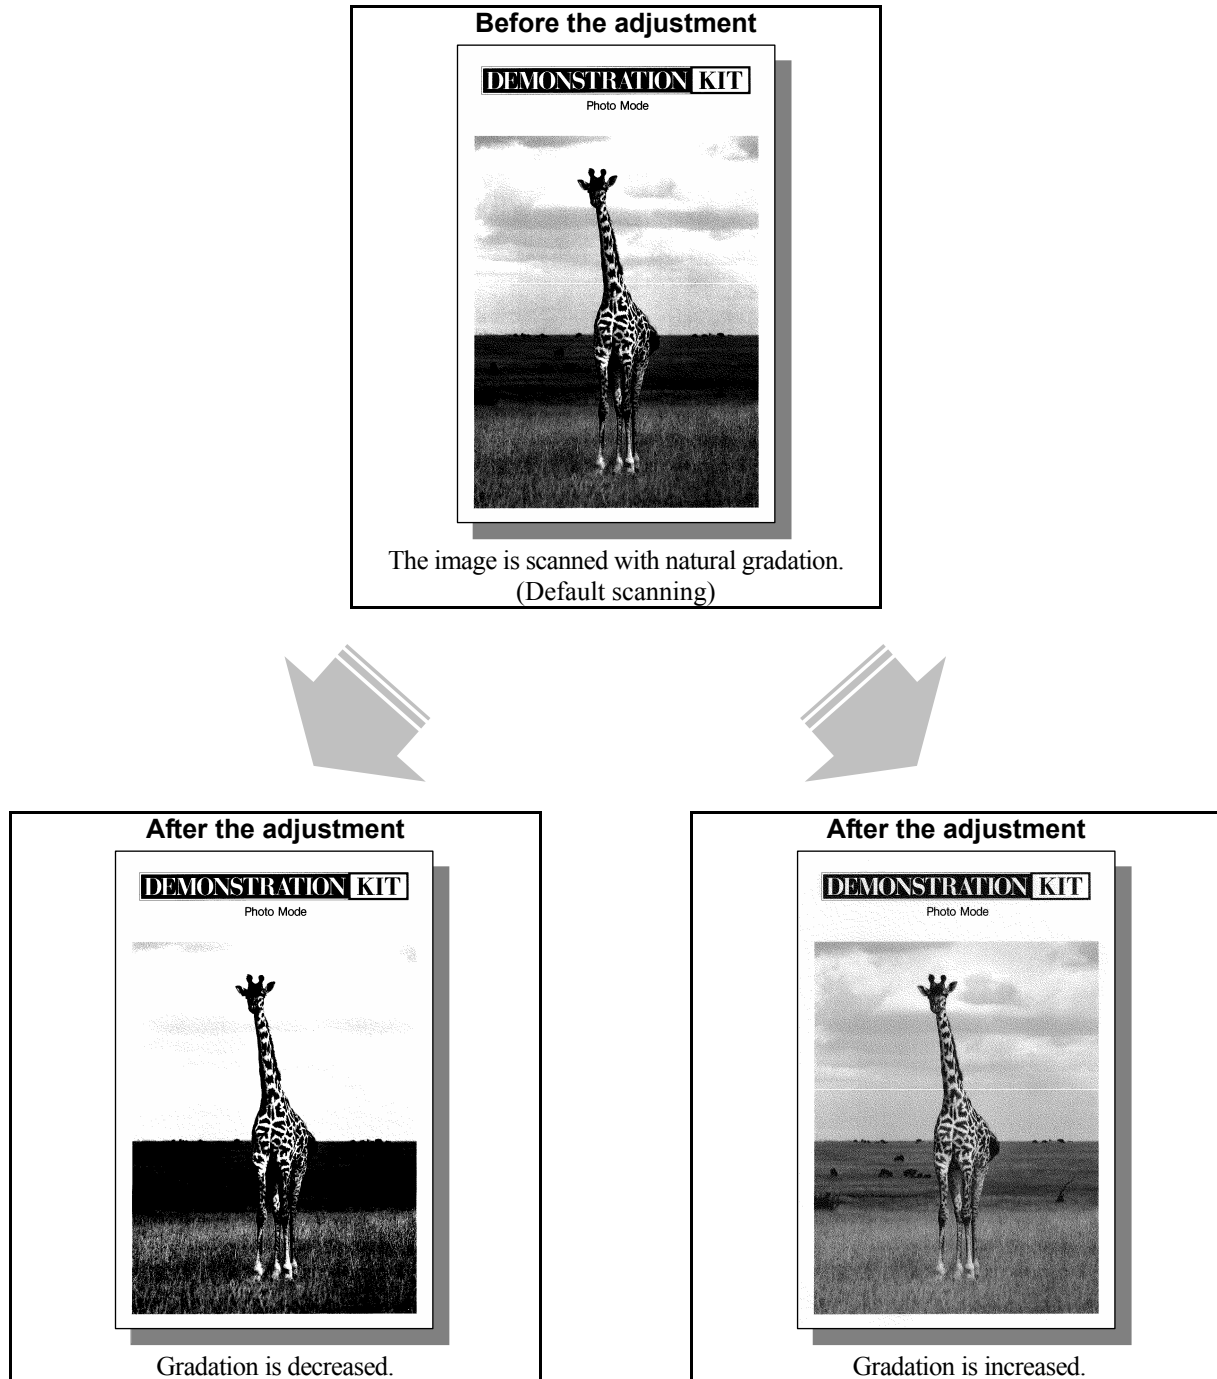 Before the adjustment
DEMONSTRATION KIT
Photo Mode
The image is scanned with natural gradation.
(Default scanning)
After the adjustment
DEMONSTRATION KIT
Photo Mode
Gradation is decreased.
After the adjustment
DEMONSTRATION KIT
Photo Mode
Gradation is increased.